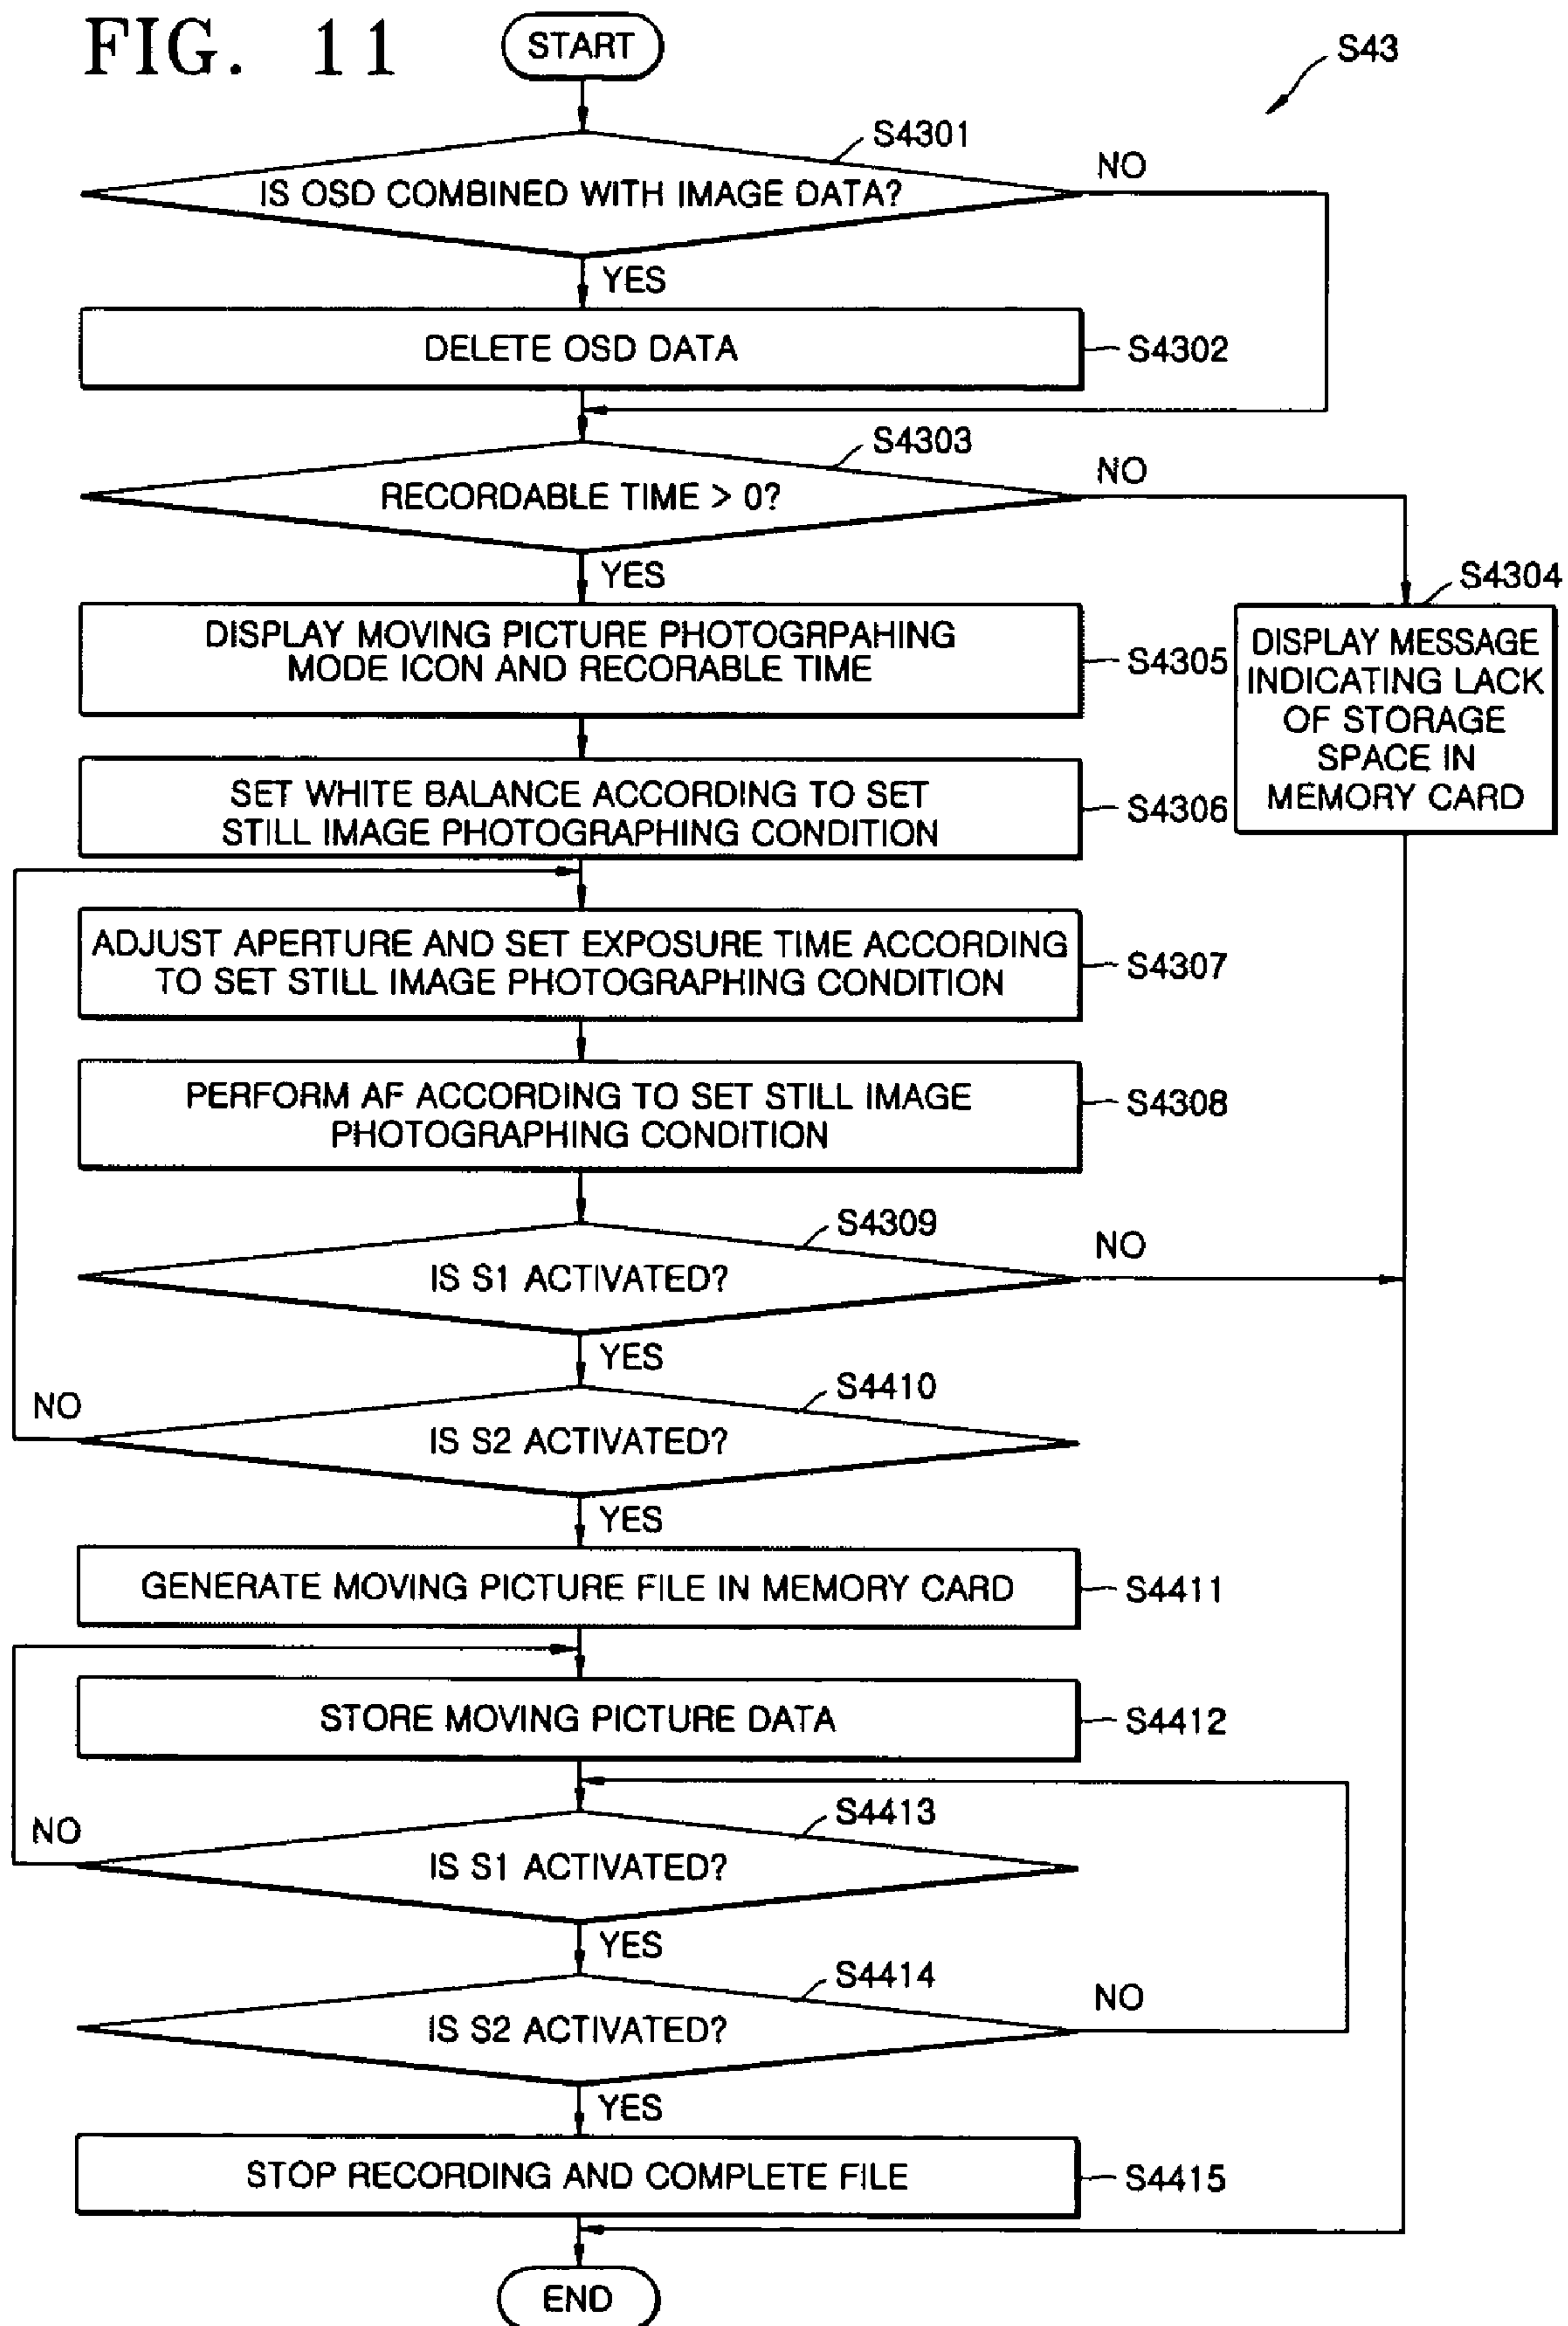 FIG. 11
START
S43
S4301
IS OSD COMBINED WITH IMAGE DATA?
NO
YES
DELETE OSD DATA
S4302
S4303
RECORDABLE TIME > 0?
NO
YES
S4304
DISPLAY MESSAGE
INDICATING LACK
OF STORAGE
SPACE IN
MEMORY CARD
DISPLAY MOVING PICTURE PHOTOGRPAHING
MODE ICON AND RECORABLE TIME
S4305
SET WHITE BALANCE ACCORDING TO SET
STILL IMAGE PHOTOGRAPHING CONDITION
S4306
ADJUST APERTURE AND SET EXPOSURE TIME ACCORDING
TO SET STILL IMAGE PHOTOGRAPHING CONDITION
S4307
PERFORM AF ACCORDING TO SET STILL IMAGE
PHOTOGRAPHING CONDITION
S4308
S4309
IS S1 ACTIVATED?
NO
YES
S4410
NO
IS S2 ACTIVATED?
YES
GENERATE MOVING PICTURE FILE IN MEMORY CARD
S4411
STORE MOVING PICTURE DATA
S4412
S4413
NO
IS S1 ACTIVATED?
YES
S4414
IS S2 ACTIVATED?
NO
YES
STOP RECORDING AND COMPLETE FILE
S4415
END